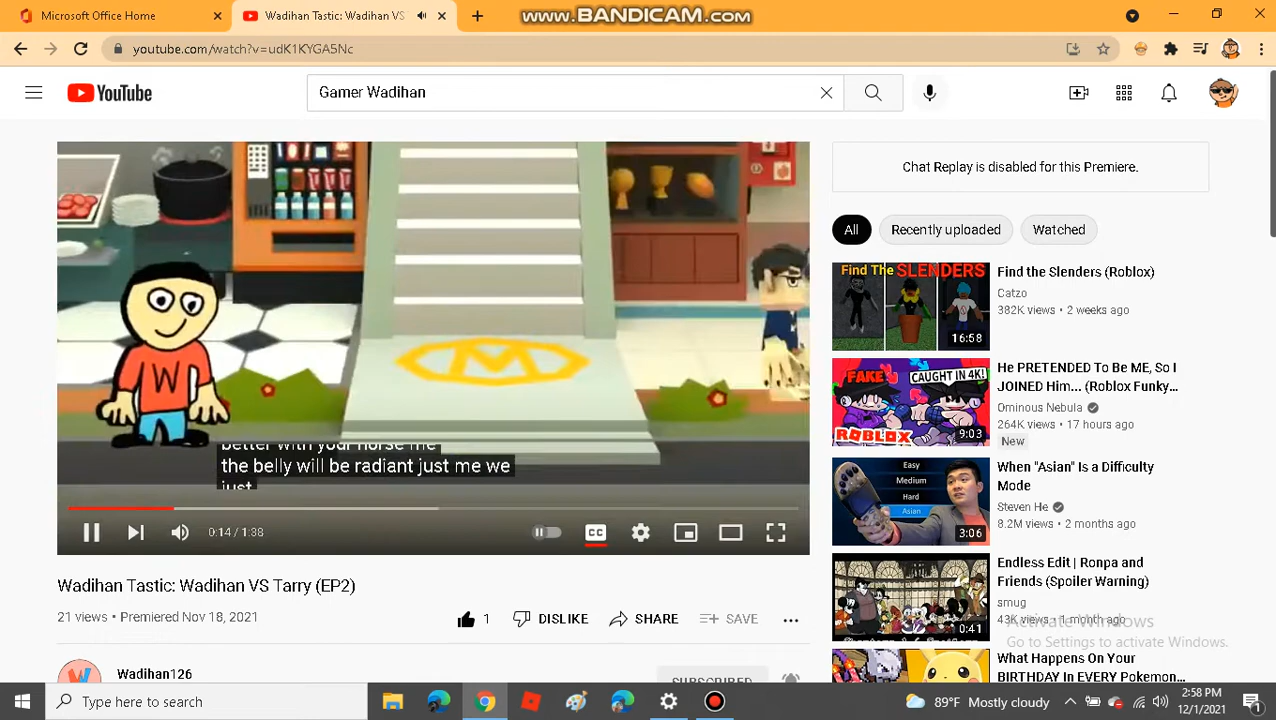 Microsoft Office Home
Wadihan Tastic: Wadihan VS
www.BANDICAM.com
youtube.com/watch?v=udK1KYGA5Nc
YouTube
Gamer Wadihan
Chat Replay is disabled for this Premiere.
All
Recently uploaded
Watched
M
W
better with your horse me
the belly will be radiant just me we
just
0:14 / 1:38
CC
Find The SLENDERS
16:58
Find the Slenders (Roblox)
Catzo
382K views • 2 weeks ago
FAKE
CAUGHT IN 4K!
ROBLOX
9:03
He PRETENDED To Be ME, So I
JOINED Him... (Roblox Funky...
Ominous Nebula
264K views • 17 hours ago
New
Easy
Medium
Hard
Asian
3:06
When "Asian" Is a Difficulty
Mode
Steven He
8.2M views • 2 months ago
0:41
Endless Edit | Ronpa and
Friends (Spoiler Warning)
smug
43K views • 1 month ago
What Happens On Your
BIRTHDAY In EVERY Pokemon...
Wadihan Tastic: Wadihan VS Tarry (EP2)
21 views • Premiered Nov 18, 2021
1
DISLIKE
SHARE
SAVE
W
Wadihan126
SUBSCRIBED
Activate Windows
Go to Settings to activate Windows.
Type here to search
89°F Mostly cloudy
2:58 PM
12/1/2021
1